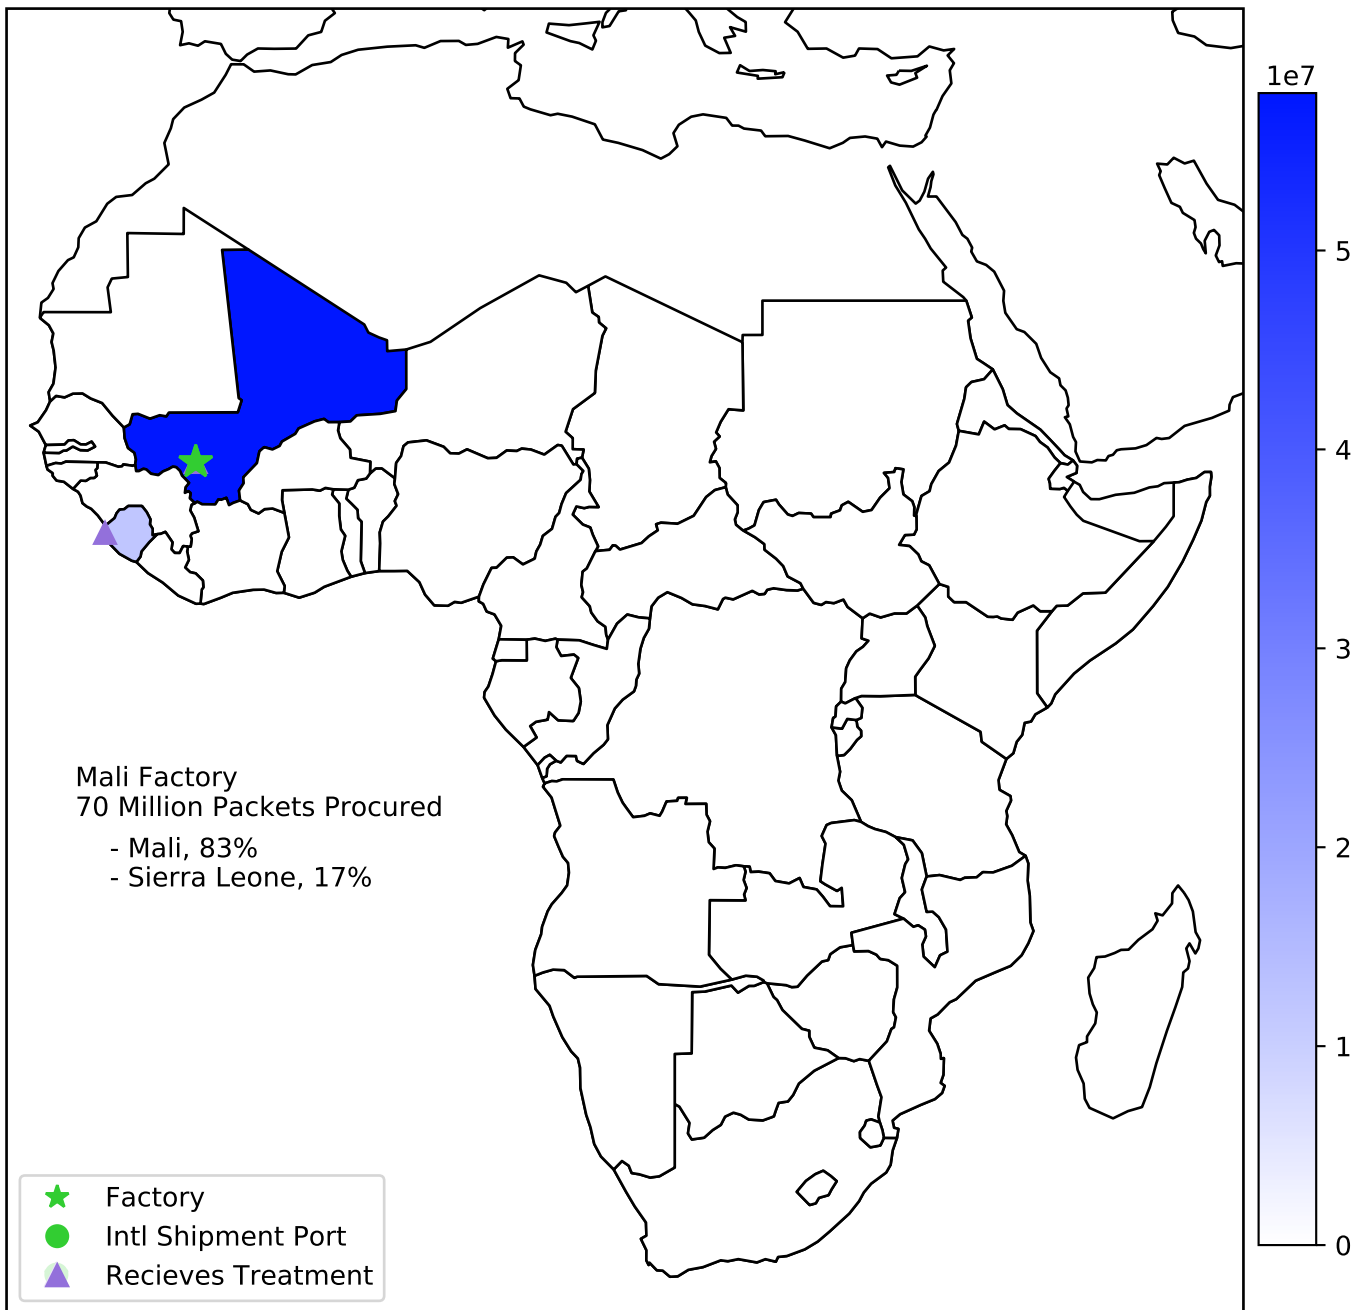 1e7
5
4
3
2
1
0
Mali Factory
70 Million Packets Procured
- Mali, 83%
- Sierra Leone, 17%
Factory
Intl Shipment Port
Recieves Treatment